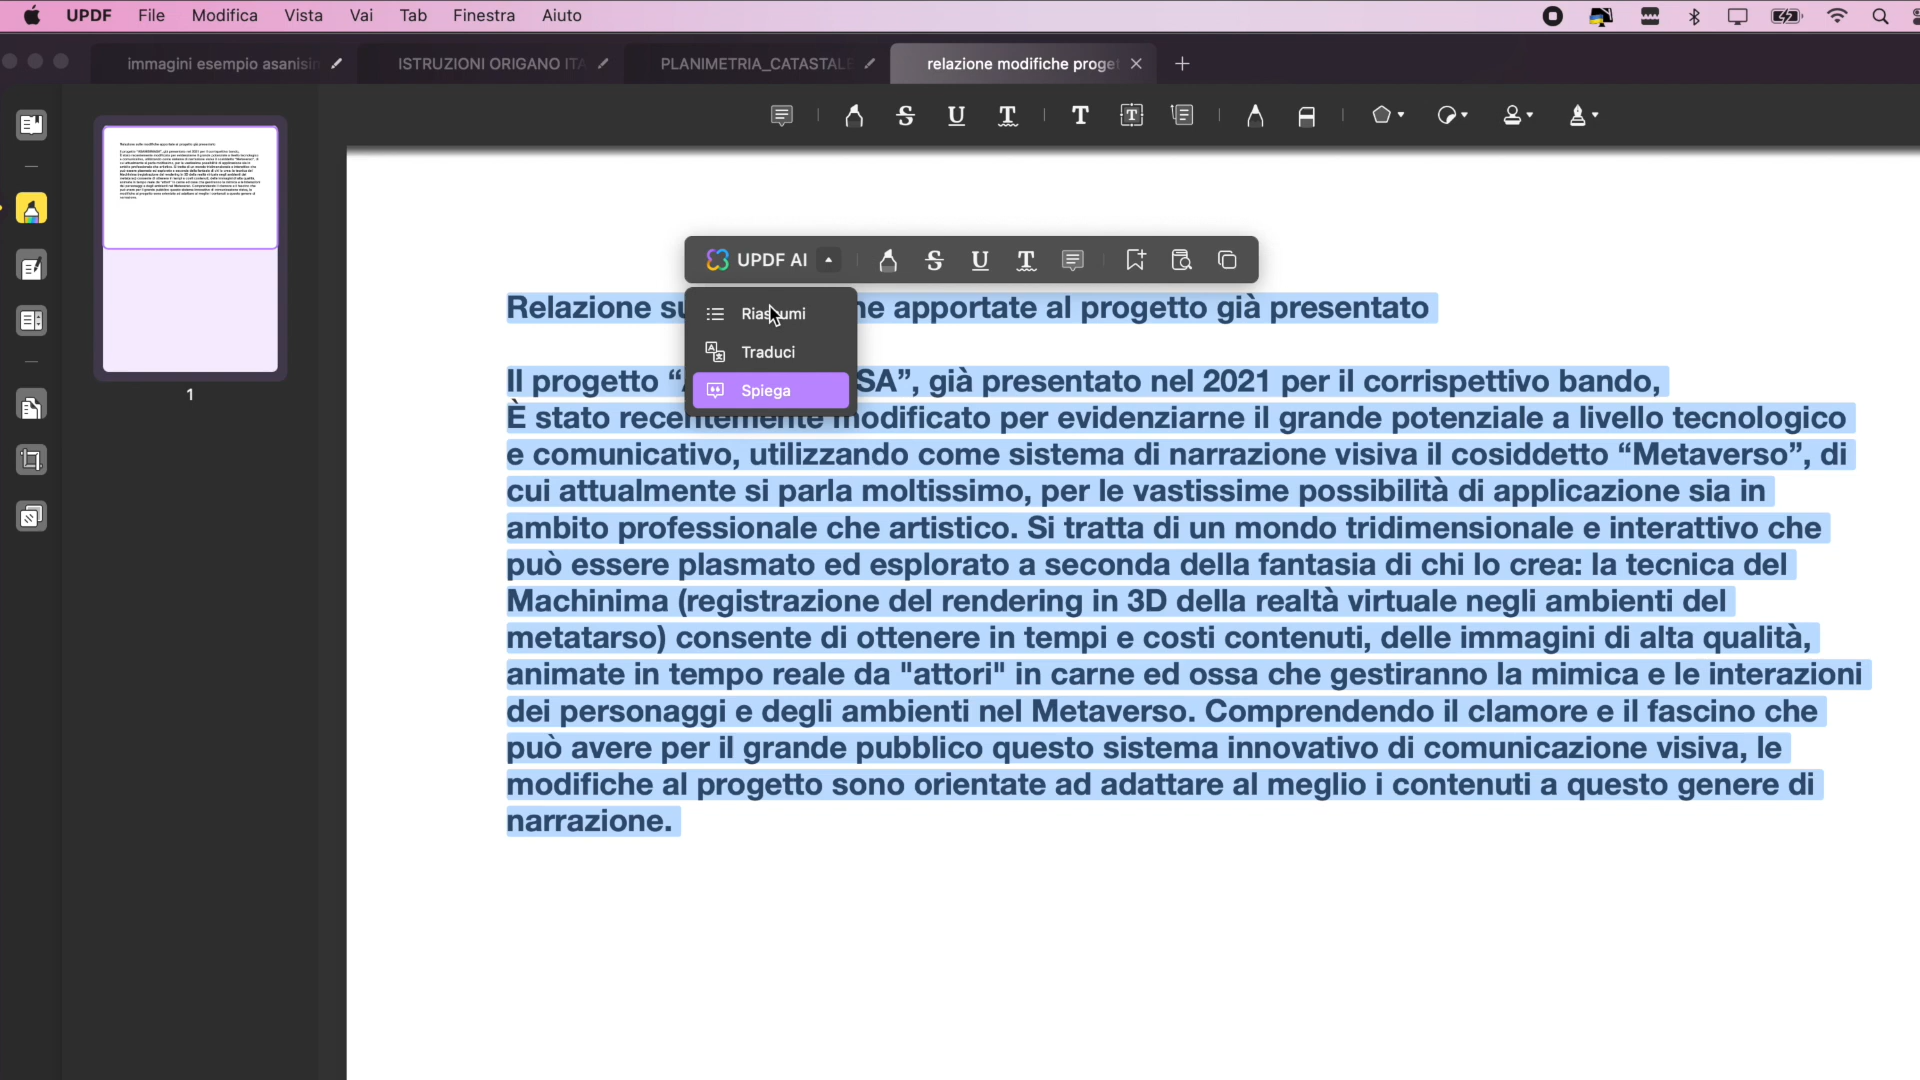 UPDF File Modifica Vista Vai Tab Finestra Aiuto
immagini esempio asanisin ISTRUZIONI ORIGANO ITA PLANIMETRIA_CATASTALE relazione modifiche proget
UPDF AI
Riassumi
Traduci
Spiega
Relazione su he apportate al progetto già presentato
Il progetto “ SA”, già presentato nel 2021 per il corrispettivo bando,
È stato recentemente modificato per evidenziarne il grande potenziale a livello tecnologico
e comunicativo, utilizzando come sistema di narrazione visiva il cosiddetto “Metaverso”, di
cui attualmente si parla moltissimo, per le vastissime possibilità di applicazione sia in
ambito professionale che artistico. Si tratta di un mondo tridimensionale e interattivo che
può essere plasmato ed esplorato a seconda della fantasia di chi lo crea: la tecnica del
Machinima (registrazione del rendering in 3D della realtà virtuale negli ambienti del
metatarso) consente di ottenere in tempi e costi contenuti, delle immagini di alta qualità,
animate in tempo reale da "attori" in carne ed ossa che gestiranno la mimica e le interazioni
dei personaggi e degli ambienti nel Metaverso. Comprendendo il clamore e il fascino che
può avere per il grande pubblico questo sistema innovativo di comunicazione visiva, le
modifiche al progetto sono orientate ad adattare al meglio i contenuti a questo genere di
narrazione.
1